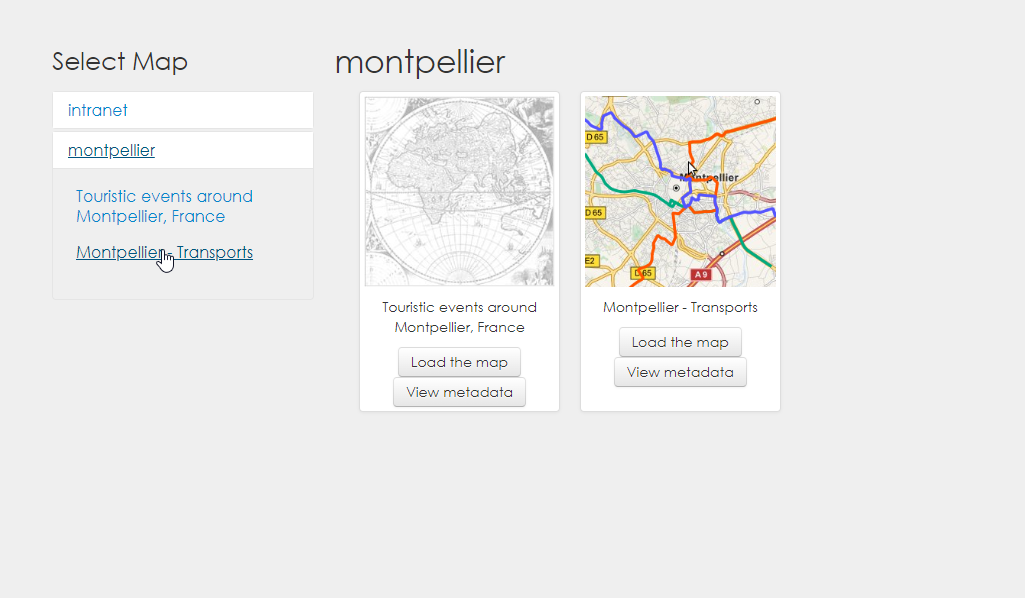 Select Map
intranet
montpellier
Touristic events around
Montpellier, France
Montpellier - Transports
montpellier
Touristic events around
Montpellier, France
Load the map
View metadata
D 65
Montpellier
D 65
E2
D 65
A 9
Montpellier - Transports
Load the map
View metadata